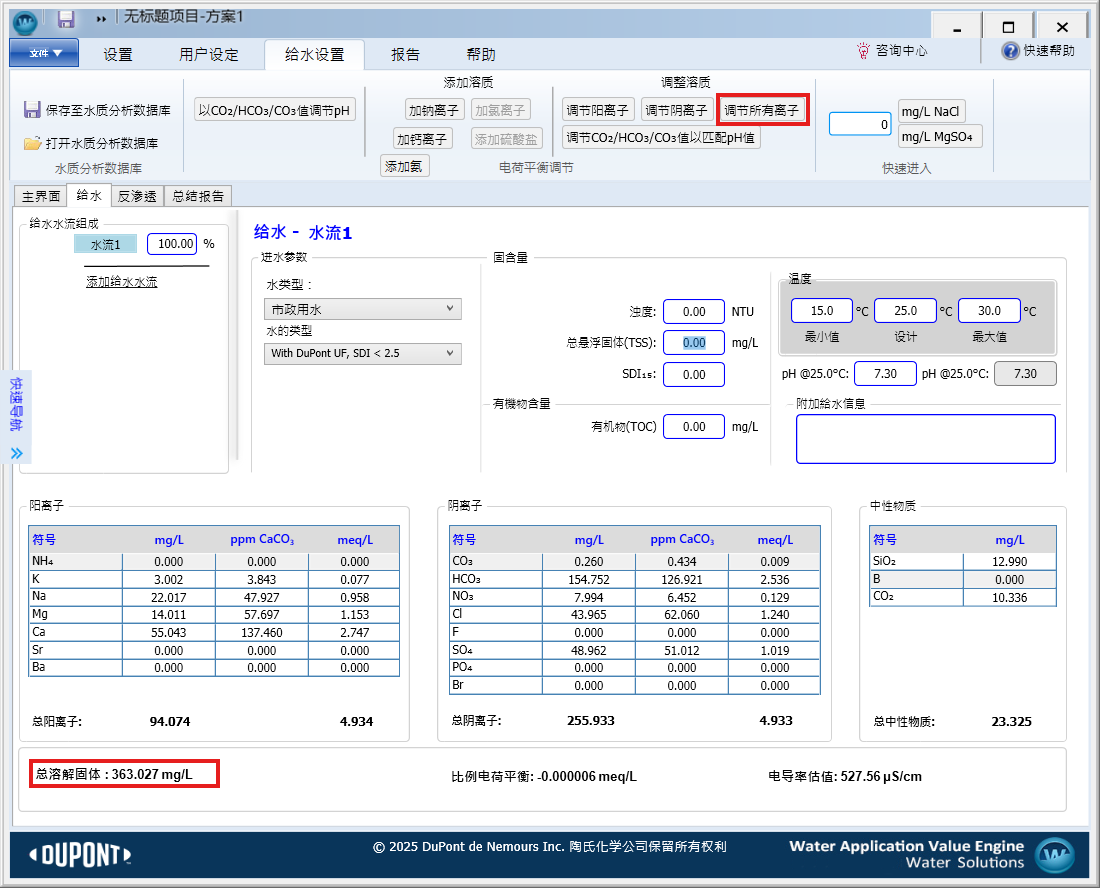 DUPONT
无标题项目-方案1
文件 设置 用户设定 给水设置 报告 帮助 咨询中心 快速帮助
添加溶质 调整溶质
保存至水质分析数据库 以CO₂/HCO₃/CO₃值调节pH 加钠离子 加氯离子 调节阳离子 调节阴离子 调节所有离子 0 mg/L NaCl
打开水质分析数据库 加钙离子 添加硫酸盐 调节CO₂/HCO₃/CO₃值以匹配pH值 mg/L MgSO₄
添加氨
水质分析数据库 电荷平衡调节 快速进入
主界面 给水 反渗透 总结报告
给水水流组成
水流1 100.00 %
添加给水水流
快速导航
给水 - 水流1
进水参数
水类型：
市政用水
水的类型
With DuPont UF, SDI < 2.5
固含量
浊度: 0.00 NTU
总悬浮固体(TSS): 0.00 mg/L
SDI₁₅: 0.00
有機物含量
有机物(TOC) 0.00 mg/L
温度
15.0 °C 25.0 °C 30.0 °C
最小值 设计 最大值
pH @25.0°C: 7.30 pH @25.0°C: 7.30
附加給水信息
阳离子
符号 mg/L ppm CaCO₃ meq/L
NH₄ 0.000 0.000 0.000
K 3.002 3.843 0.077
Na 22.017 47.927 0.958
Mg 14.011 57.697 1.153
Ca 55.043 137.460 2.747
Sr 0.000 0.000 0.000
Ba 0.000 0.000 0.000
总阳离子: 94.074 4.934
阴离子
符号 mg/L ppm CaCO₃ meq/L
CO₃ 0.260 0.434 0.009
HCO₃ 154.752 126.921 2.536
NO₃ 7.994 6.452 0.129
Cl 43.965 62.060 1.240
F 0.000 0.000 0.000
SO₄ 48.962 51.012 1.019
PO₄ 0.000 0.000 0.000
Br 0.000 0.000 0.000
总阴离子: 255.933 4.933
中性物质
符号 mg/L
SiO₂ 12.990
B 0.000
CO₂ 10.336
总中性物质: 23.325
总溶解固体 : 363.027 mg/L 比例电荷平衡: -0.000006 meq/L 电导率估值: 527.56 µS/cm
DUPONT™ © 2025 DuPont de Nemours Inc. 陶氏化学公司保留所有权利 Water Application Value Engine
Water Solutions